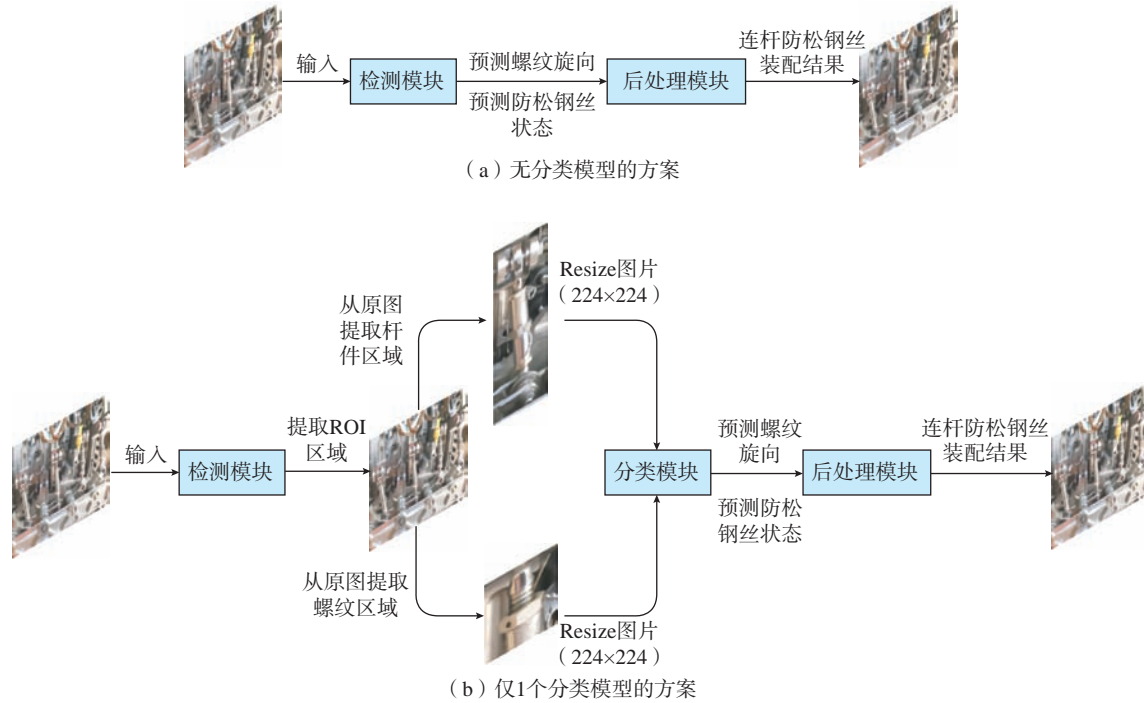 输入
检测模块
预测螺纹旋向
预测防松钢丝
状态
后处理模块
连杆防松钢丝
装配结果
（a）无分类模型的方案
从原图
提取杆
件区域
Resize图片
（224×224）
输入
检测模块
提取ROI
区域
从原图提取
螺纹区域
Resize图片
（224×224）
分类模块
预测螺纹
旋向
预测防松
钢丝状态
后处理模块
连杆防松钢丝
装配结果
（b）仅1个分类模型的方案